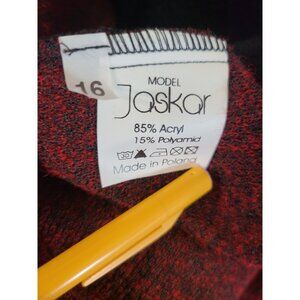 16
MODEL
Jaskar
85% Acryl
15% Polyamid
Made in Poland